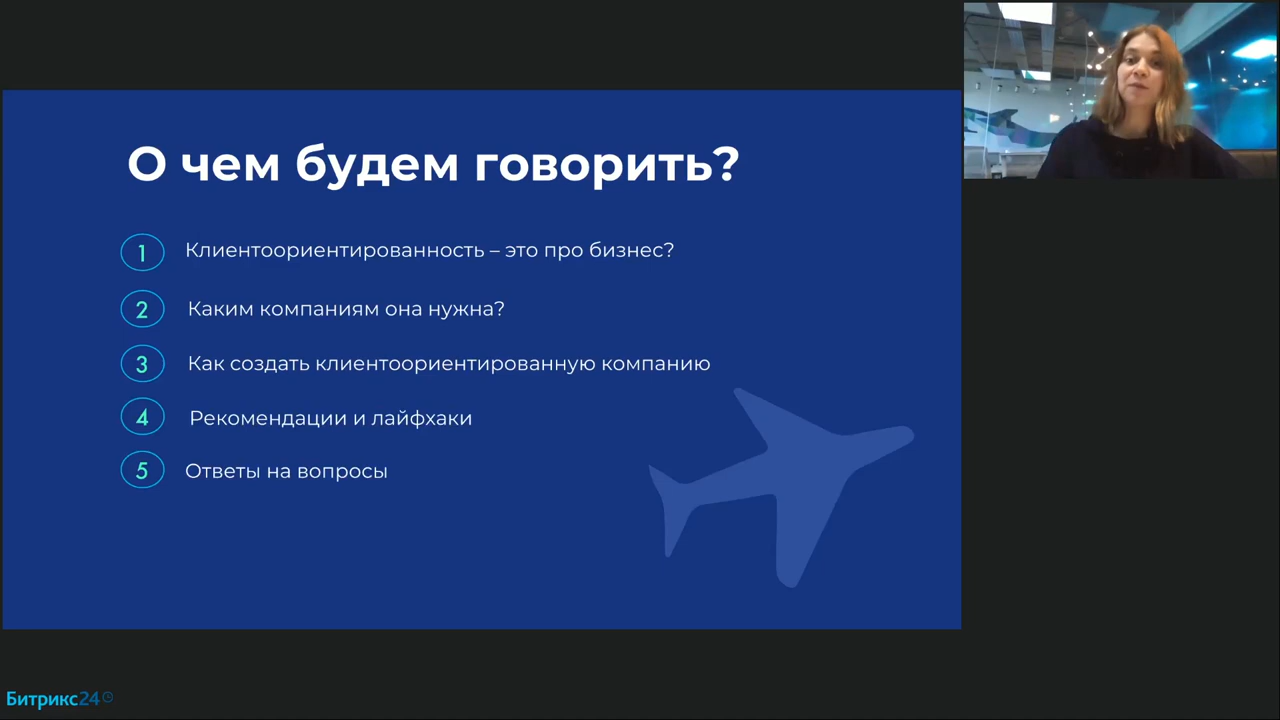 О чем будем говорить?
1 Клиентоориентированность – это про бизнес?
2 Каким компаниям она нужна?
3 Как создать клиентоориентированную компанию
4 Рекомендации и лайфхаки
5 Ответы на вопросы
Битрикс24